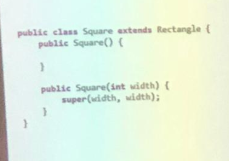 public class Square extends Rectangle {
public Square() {
}
public Square(int width) {
super(width, width);
}
}